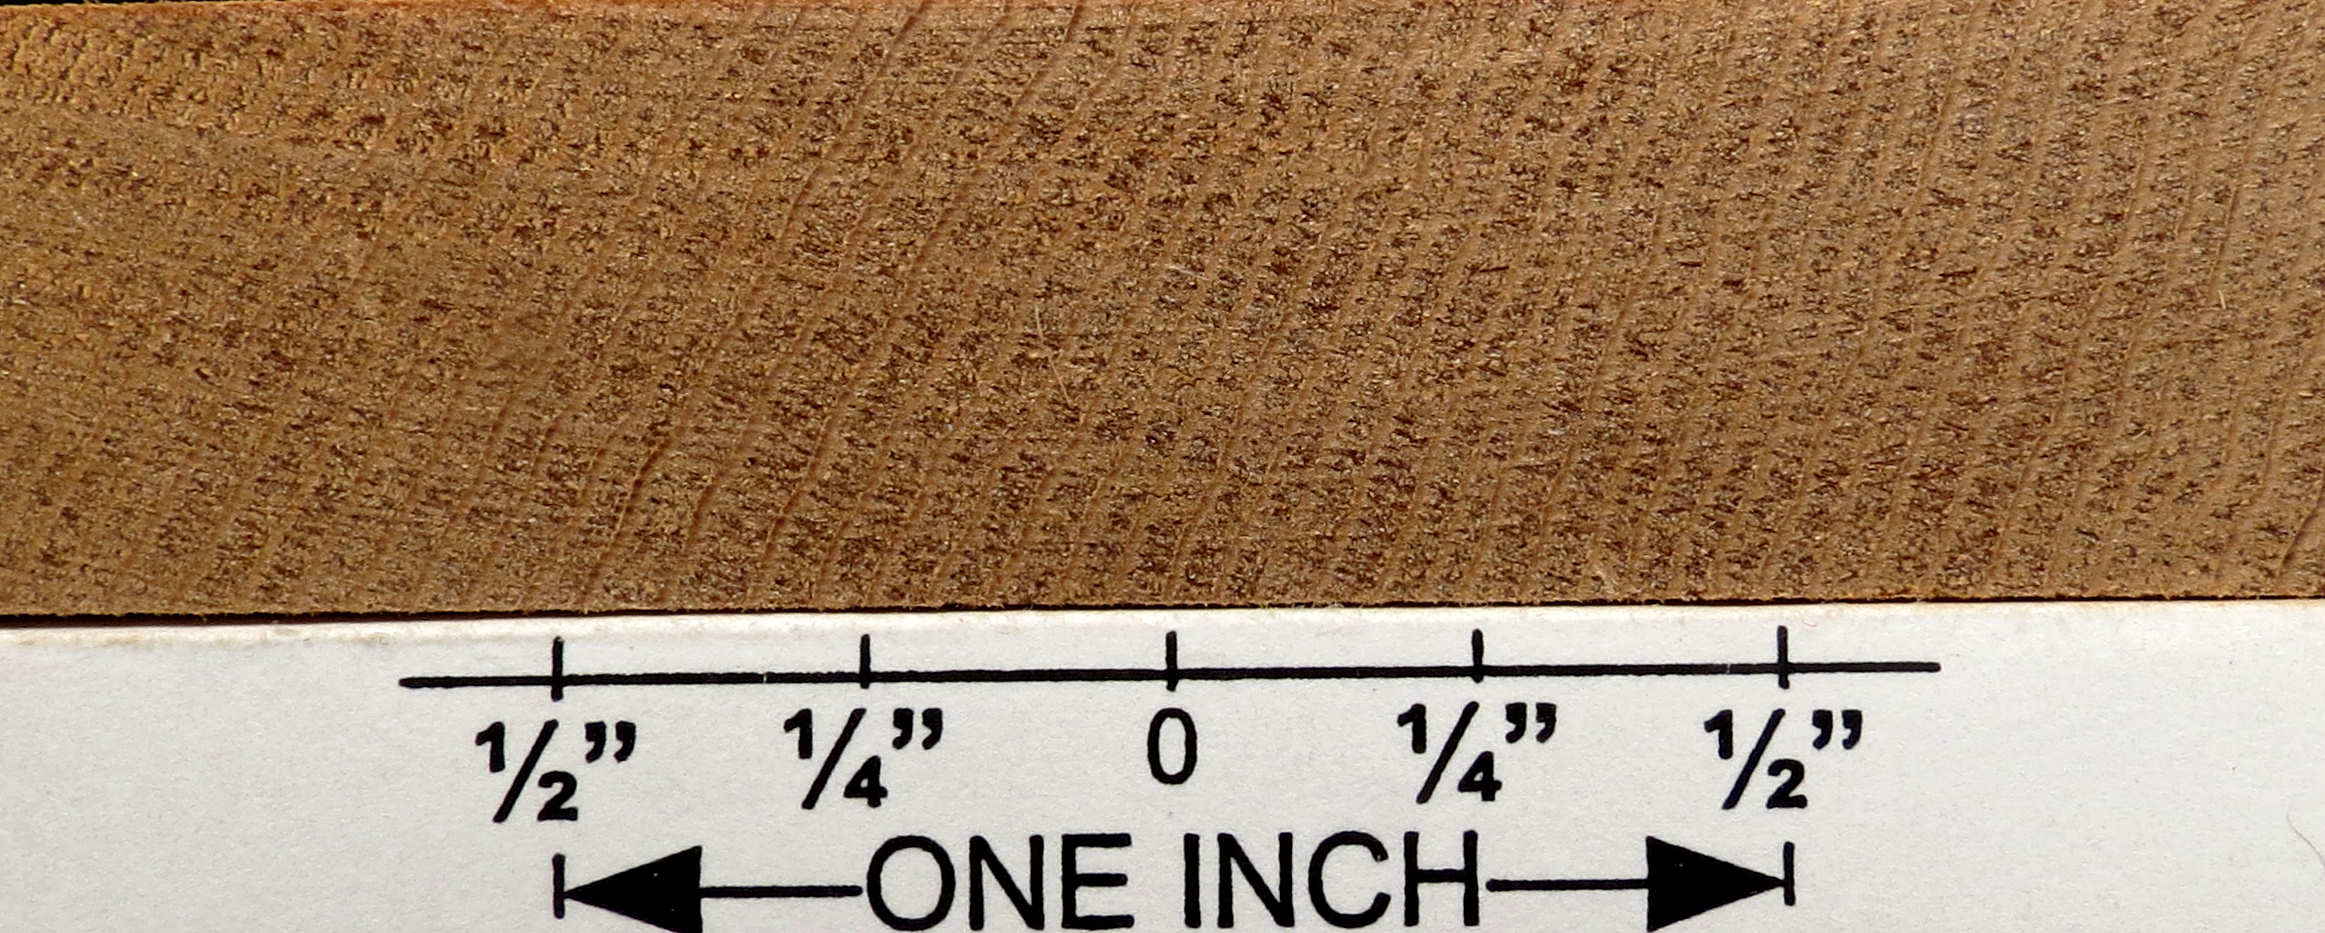 ½” ¼” 0 ¼” ½”
ONE INCH